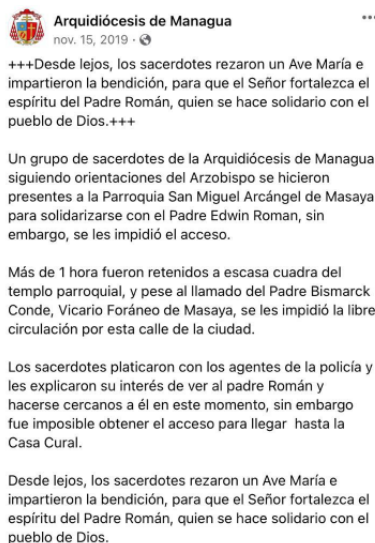 Arquidiócesis de Managua
nov. 15, 2019 ·
+++Desde lejos, los sacerdotes rezaron un Ave María e
impartieron la bendición, para que el Señor fortalezca el
espíritu del Padre Román, quien se hace solidario con el
pueblo de Dios.+++
Un grupo de sacerdotes de la Arquidiócesis de Managua
siguiendo orientaciones del Arzobispo se hicieron
presentes a la Parroquia San Miguel Arcángel de Masaya
para solidarizarse con el Padre Edwin Roman, sin
embargo, se les impidió el acceso.
Más de 1 hora fueron retenidos a escasa cuadra del
templo parroquial, y pese al llamado del Padre Bismarck
Conde, Vicario Foráneo de Masaya, se les impidió la libre
circulación por esta calle de la ciudad.
Los sacerdotes platicaron con los agentes de la policía y
les explicaron su interés de ver al padre Román y
hacerse cercanos a él en este momento, sin embargo
fue imposible obtener el acceso para llegar hasta la
Casa Cural.
Desde lejos, los sacerdotes rezaron un Ave María e
impartieron la bendición, para que el Señor fortalezca el
espíritu del Padre Román, quien se hace solidario con el
pueblo de Dios.